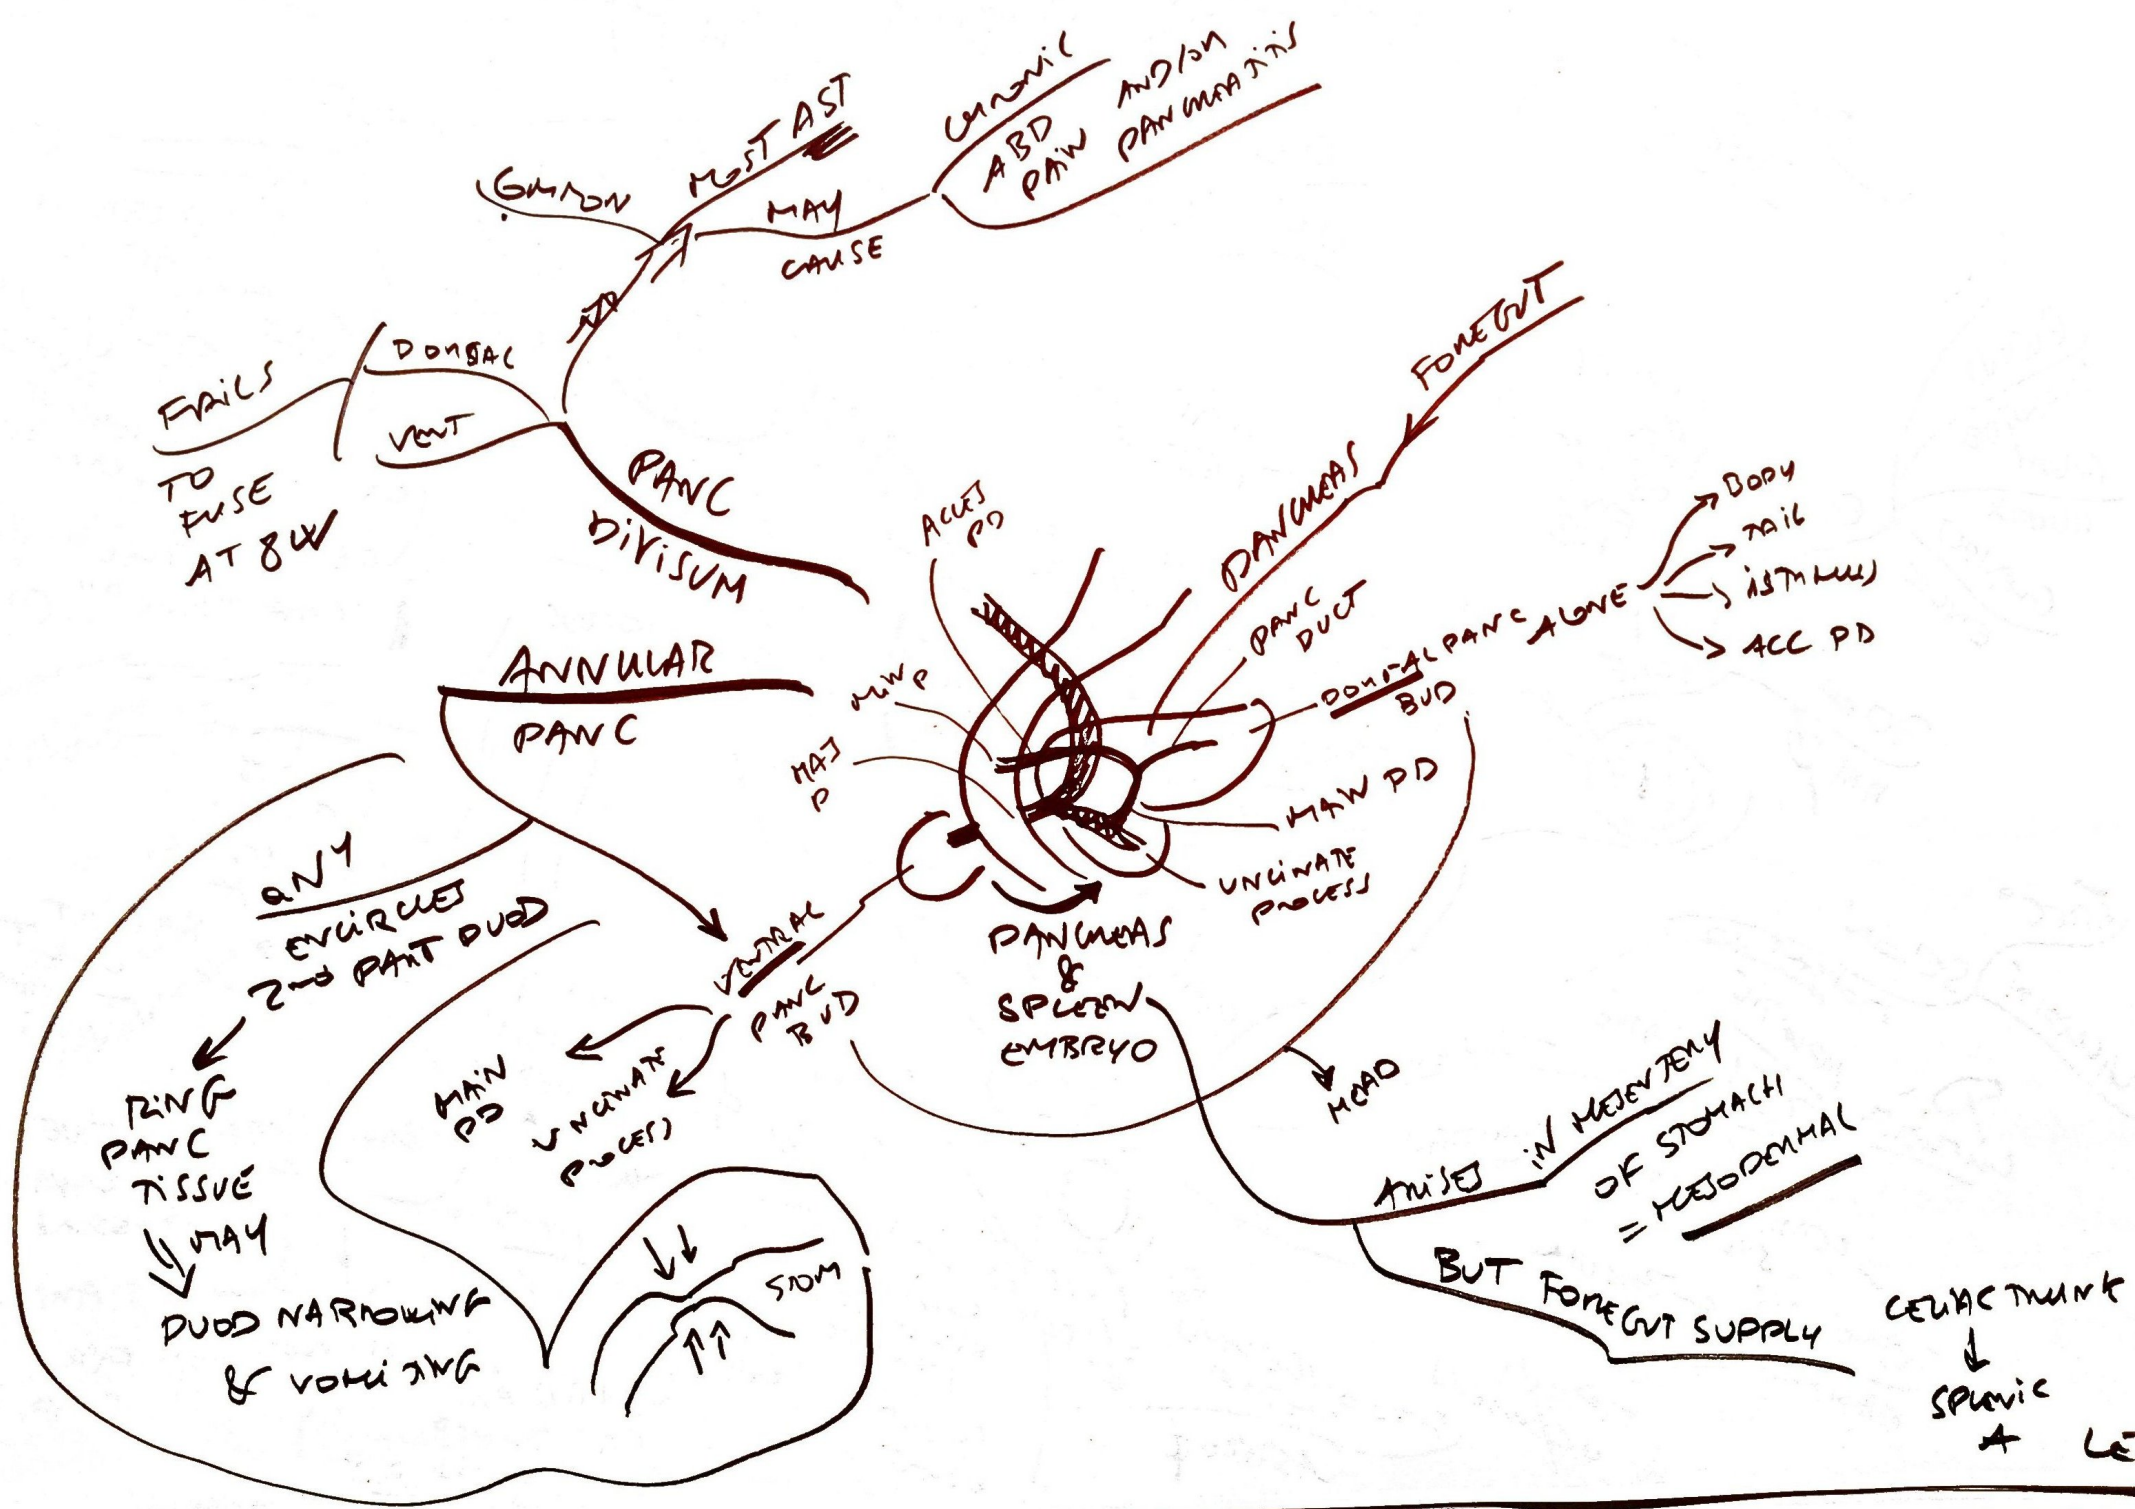 COMMON
MOST AST
MAY
CAUSE
CHRONIC
ABD
PAIN
AND/OR
PANCREATITIS
FAILS
TO
FUSE
AT 8W
DORSAL
VENT
PANC
DIVISUM
FOREGUT
PANCREAS
ACCES
PD
PANC
DUCT
DORSAL PANC
BUD
ALONE
BODY
TAIL
ISTHMUS
ACC PD
MIN P
MAJ
P
MAIN PD
UNCINATE
PROCESS
ANNULAR
PANC
aNY
ENCIRCLES
2nd PART DUOD
RING
PANC
TISSUE
MAY
DUOD NARROWING
& VOMITING
VENTRAL
PANC
BUD
MAIN
PD
UNCINATE
PROCESS
STOM
PANCREAS
&
SPLEEN
EMBRYO
HEAD
ARISES
IN MESENTERY
OF STOMACH
= MESODERMAL
BUT FOREGUT SUPPLY
CELIAC TRUNK
SPLENIC
A